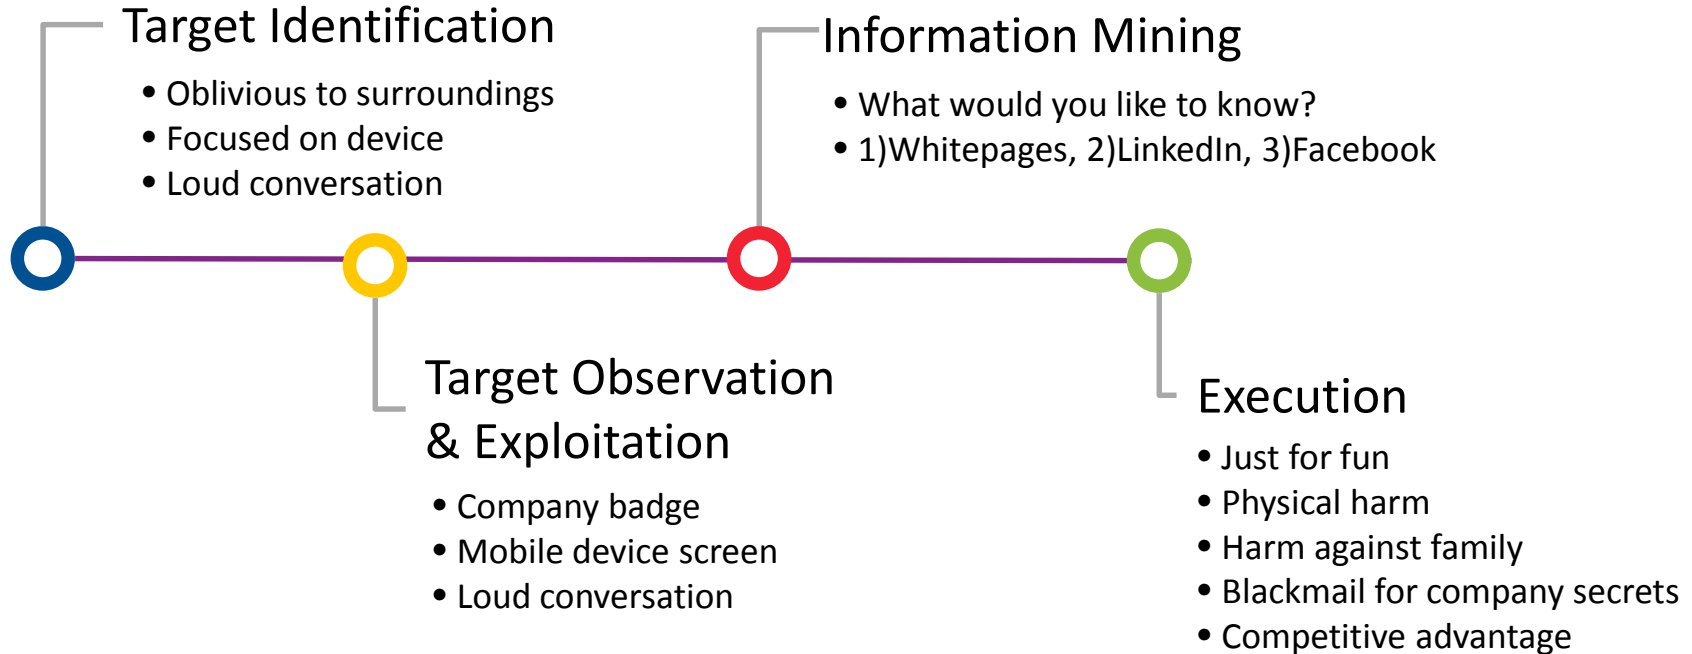 Target Identification
• Oblivious to surroundings
• Focused on device
• Loud conversation
Target Observation
& Exploitation
• Company badge
• Mobile device screen
• Loud conversation
Information Mining
• What would you like to know?
• 1)Whitepages, 2)LinkedIn, 3)Facebook
Execution
• Just for fun
• Physical harm
• Harm against family
• Blackmail for company secrets
• Competitive advantage